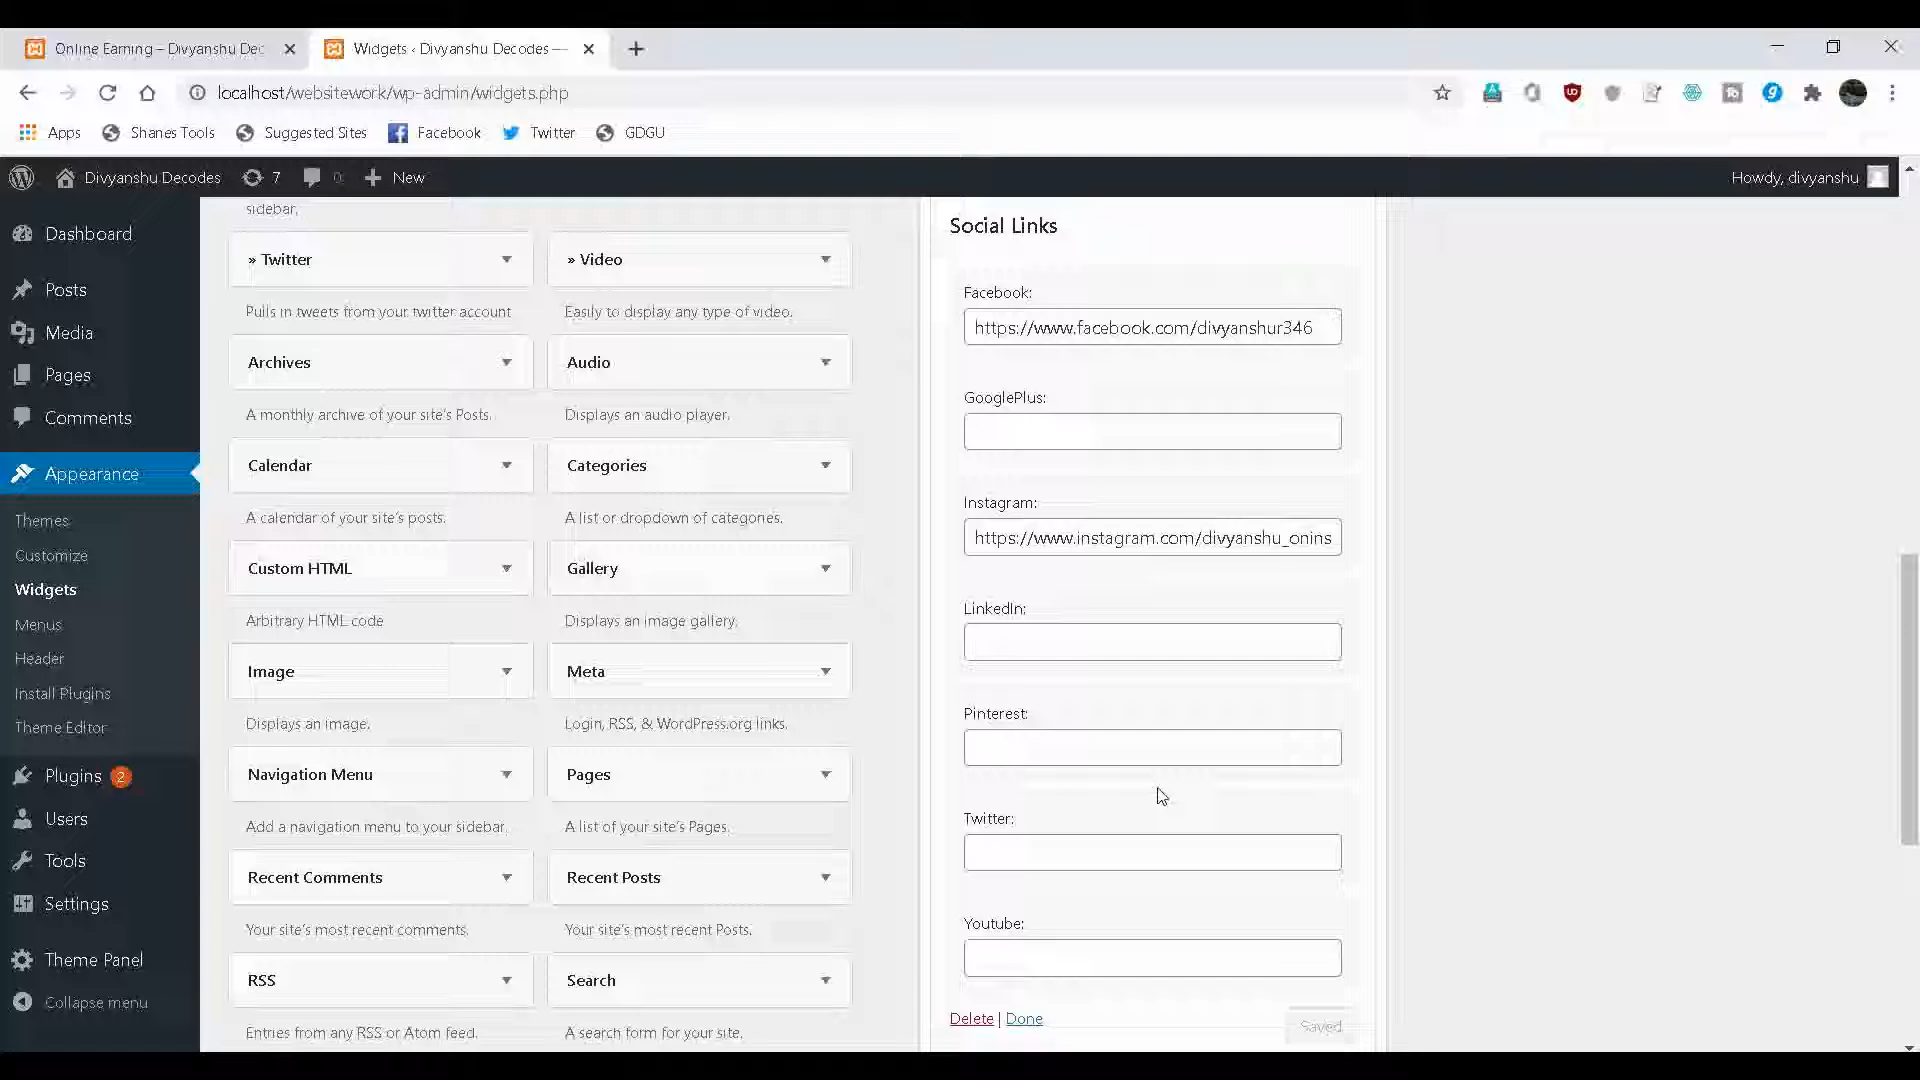 Online Earning – Divyanshu Dec
Widgets ‹ Divyanshu Decodes —
localhost/websitework/wp-admin/widgets.php
Apps
Shanes Tools
Suggested Sites
Facebook
Twitter
GDGU
Divyanshu Decodes
7
0
New
Howdy, divyanshu
Dashboard
Posts
Media
Pages
Comments
Appearance
Themes
Customize
Widgets
Menus
Header
Install Plugins
Theme Editor
Plugins 2
Users
Tools
Settings
Theme Panel
Collapse menu
sidebar.
» Twitter
Pulls in tweets from your twitter account
» Video
Easily to display any type of video.
Archives
A monthly archive of your site's Posts.
Audio
Displays an audio player.
Calendar
A calendar of your site's posts.
Categories
A list or dropdown of categories.
Custom HTML
Arbitrary HTML code
Gallery
Displays an image gallery.
Image
Displays an image.
Meta
Login, RSS, & WordPress.org links.
Navigation Menu
Add a navigation menu to your sidebar.
Pages
A list of your site's Pages.
Recent Comments
Your site's most recent comments.
Recent Posts
Your site's most recent Posts.
RSS
Entries from any RSS or Atom feed.
Search
A search form for your site.
Social Links
Facebook:
https://www.facebook.com/divyanshur346
GooglePlus:
Instagram:
https://www.instagram.com/divyanshu_onins
LinkedIn:
Pinterest:
Twitter:
Youtube:
Delete | Done
Saved